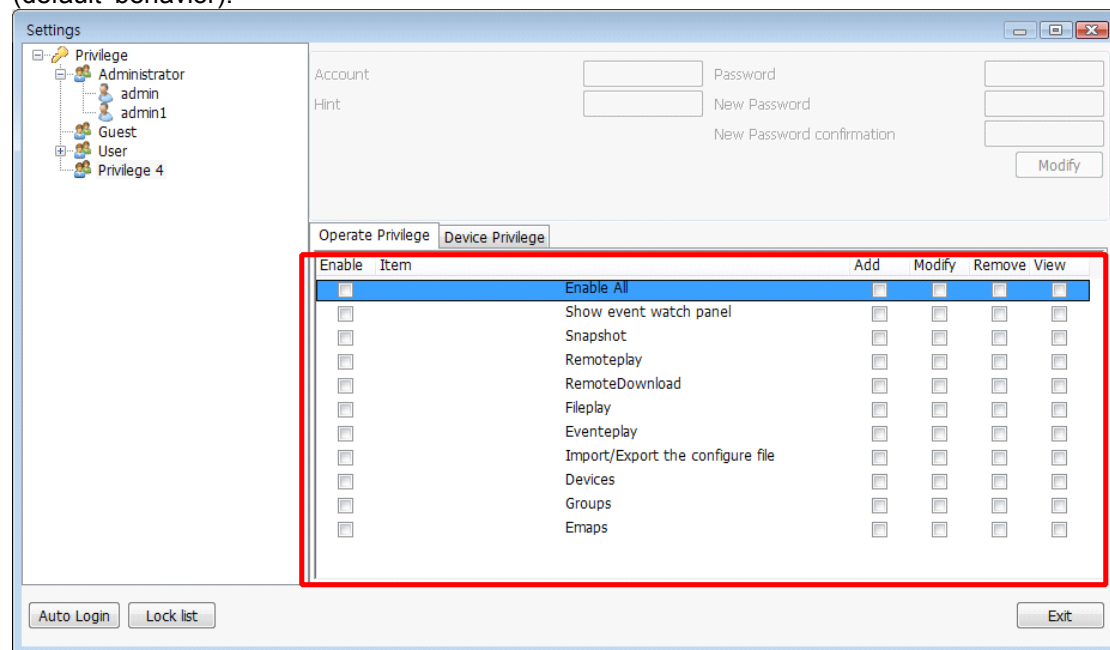 (default behavior).
Settings
Privilege
Administrator
admin
admin1
Guest
User
Privilege 4
Account
Password
Hint
New Password
New Password confirmation
Modify
Operate Privilege Device Privilege
Enable Item Add Modify Remove View
Enable All
Show event watch panel
Snapshot
Remoteplay
RemoteDownload
Fileplay
Eventeplay
Import/Export the configure file
Devices
Groups
Emaps
Auto Login Lock list Exit